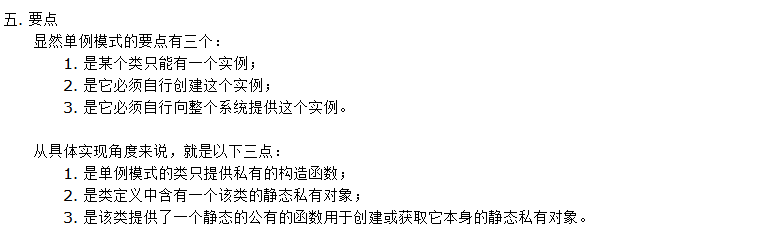 五. 要点
显然单例模式的要点有三个：
1. 是某个类只能有一个实例；
2. 是它必须自行创建这个实例；
3. 是它必须自行向整个系统提供这个实例。
从具体实现角度来说，就是以下三点：
1. 是单例模式的类只提供私有的构造函数；
2. 是类定义中含有一个该类的静态私有对象；
3. 是该类提供了一个静态的公有的函数用于创建或获取它本身的静态私有对象。